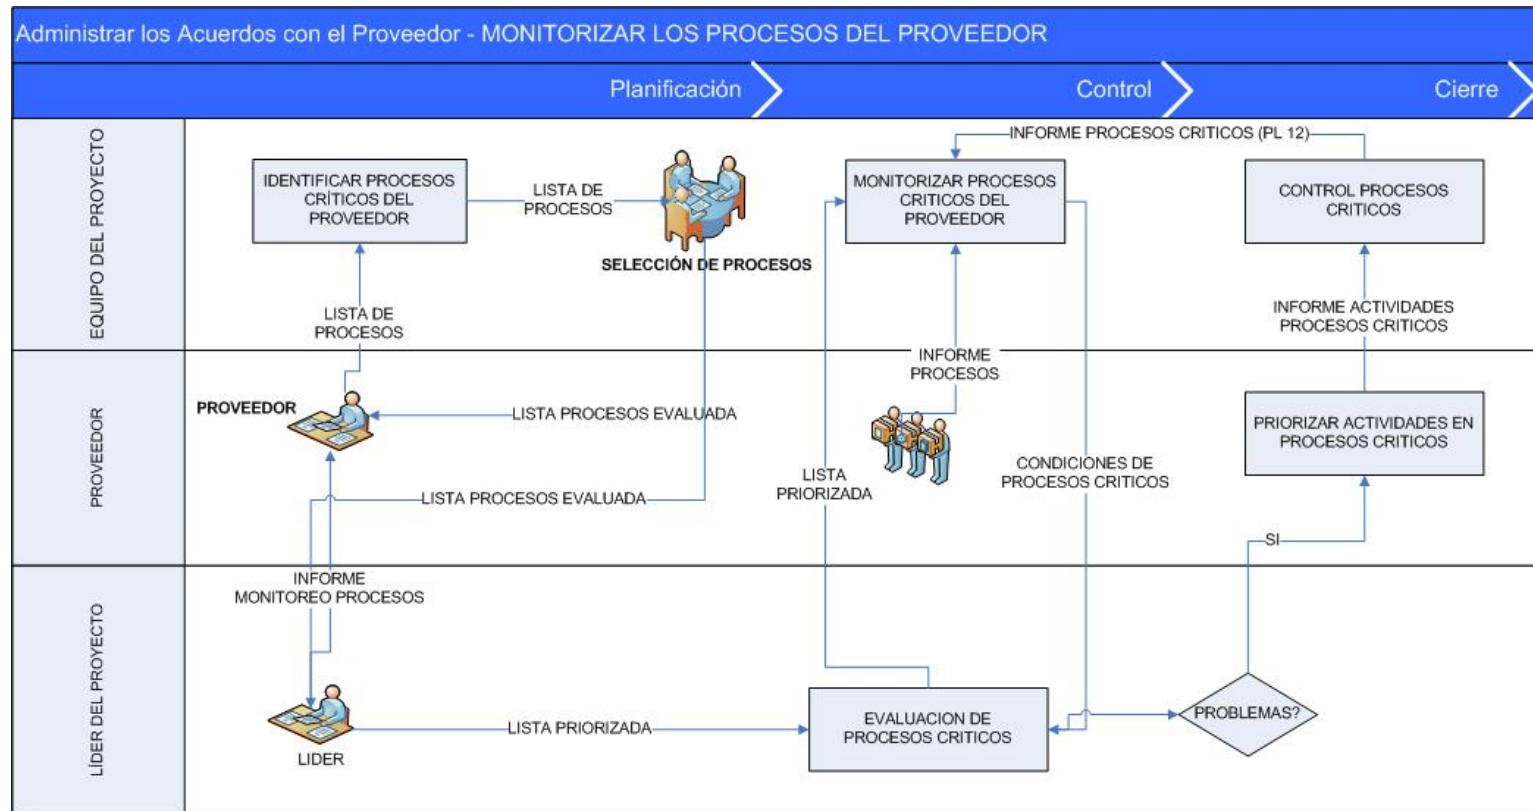 Administrar los Acuerdos con el Proveedor - MONITORIZAR LOS PROCESOS DEL PROVEEDOR
Planificación
Control
Cierre
EQUIPO DEL PROYECTO
IDENTIFICAR PROCESOS
CRÍTICOS DEL
PROVEEDOR
LISTA DE
PROCESOS
SELECCIÓN DE PROCESOS
LISTA DE
PROCESOS
INFORME PROCESOS CRITICOS (PL 12)
MONITORIZAR PROCESOS
CRITICOS DEL
PROVEEDOR
CONTROL PROCESOS
CRITICOS
INFORME ACTIVIDADES
PROCESOS CRITICOS
PROVEEDOR
PROVEEDOR
LISTA PROCESOS EVALUADA
LISTA PROCESOS EVALUADA
INFORME
PROCESOS
LISTA
PRIORIZADA
CONDICIONES DE
PROCESOS CRITICOS
PRIORIZAR ACTIVIDADES EN
PROCESOS CRITICOS
SI
LÍDER DEL PROYECTO
INFORME
MONITOREO PROCESOS
LIDER
LISTA PRIORIZADA
EVALUACION DE
PROCESOS CRITICOS
PROBLEMAS?